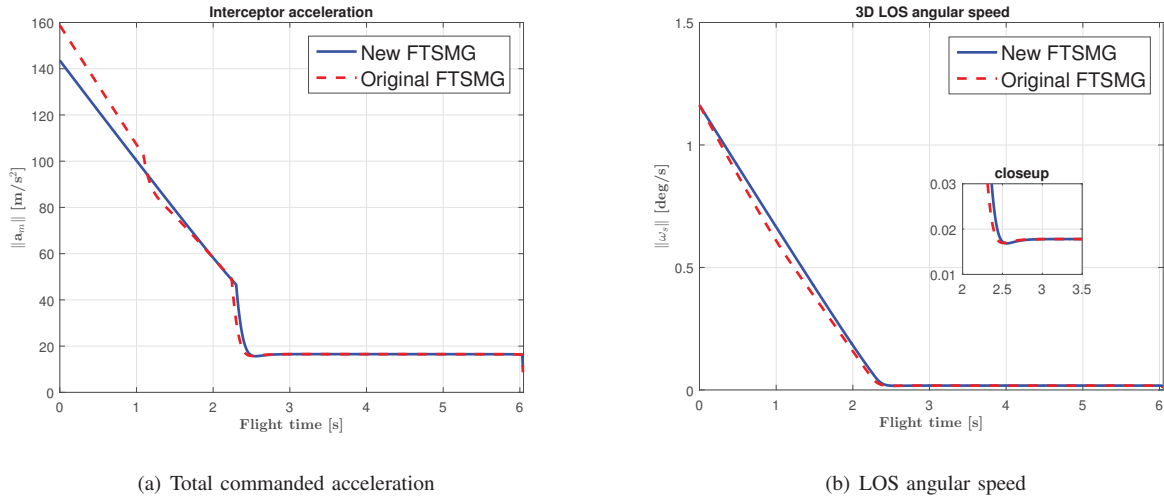 Interceptor acceleration
160
140
120
100
80
60
40
20
0
‖a_m‖ [m/s²]
New FTSMG
Original FTSMG
0 1 2 3 4 5 6
Flight time [s]
(a) Total commanded acceleration
3D LOS angular speed
1.5
1
0.5
0
‖ω_s‖ [deg/s]
New FTSMG
Original FTSMG
closeup
0.03
0.02
0.01
2 2.5 3 3.5
0 1 2 3 4 5 6
Flight time [s]
(b) LOS angular speed